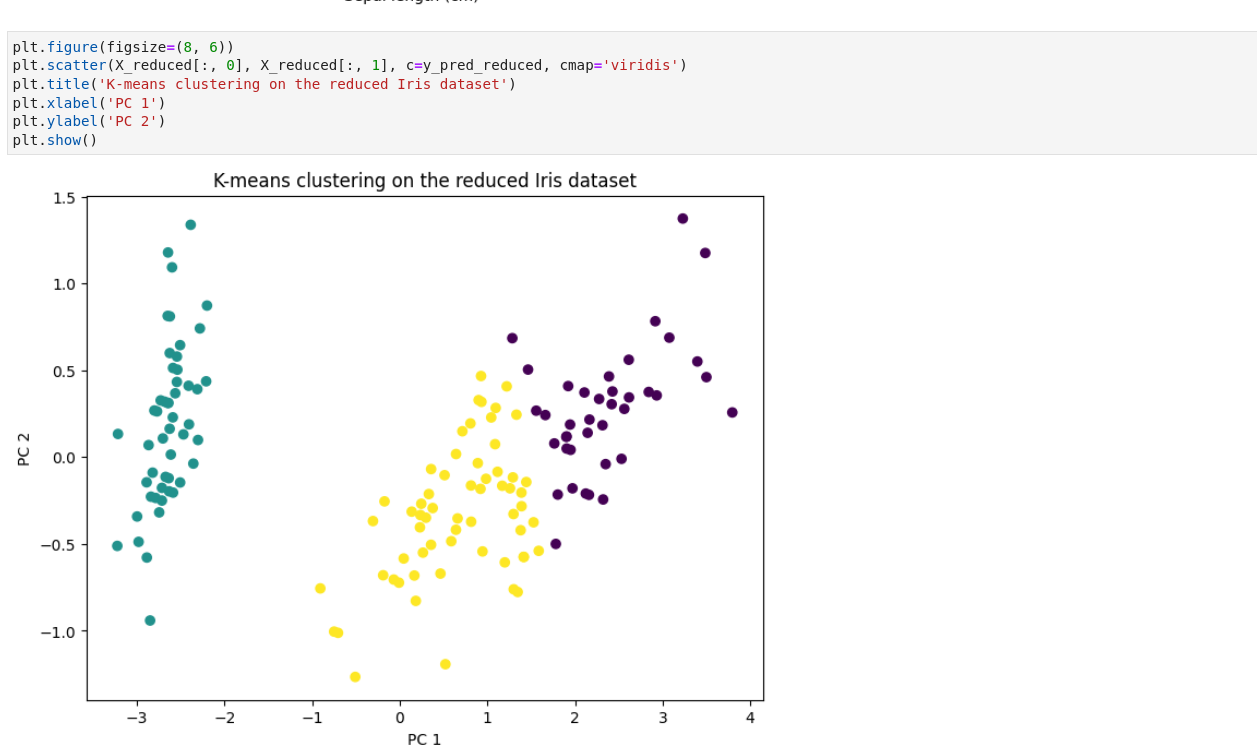 plt.figure(figsize=(8, 6))
plt.scatter(X_reduced[:, 0], X_reduced[:, 1], c=y_pred_reduced, cmap='viridis')
plt.title('K-means clustering on the reduced Iris dataset')
plt.xlabel('PC 1')
plt.ylabel('PC 2')
plt.show()
K-means clustering on the reduced Iris dataset
1.5
1.0
0.5
0.0
−0.5
−1.0
PC 2
−3 −2 −1 0 1 2 3 4
PC 1